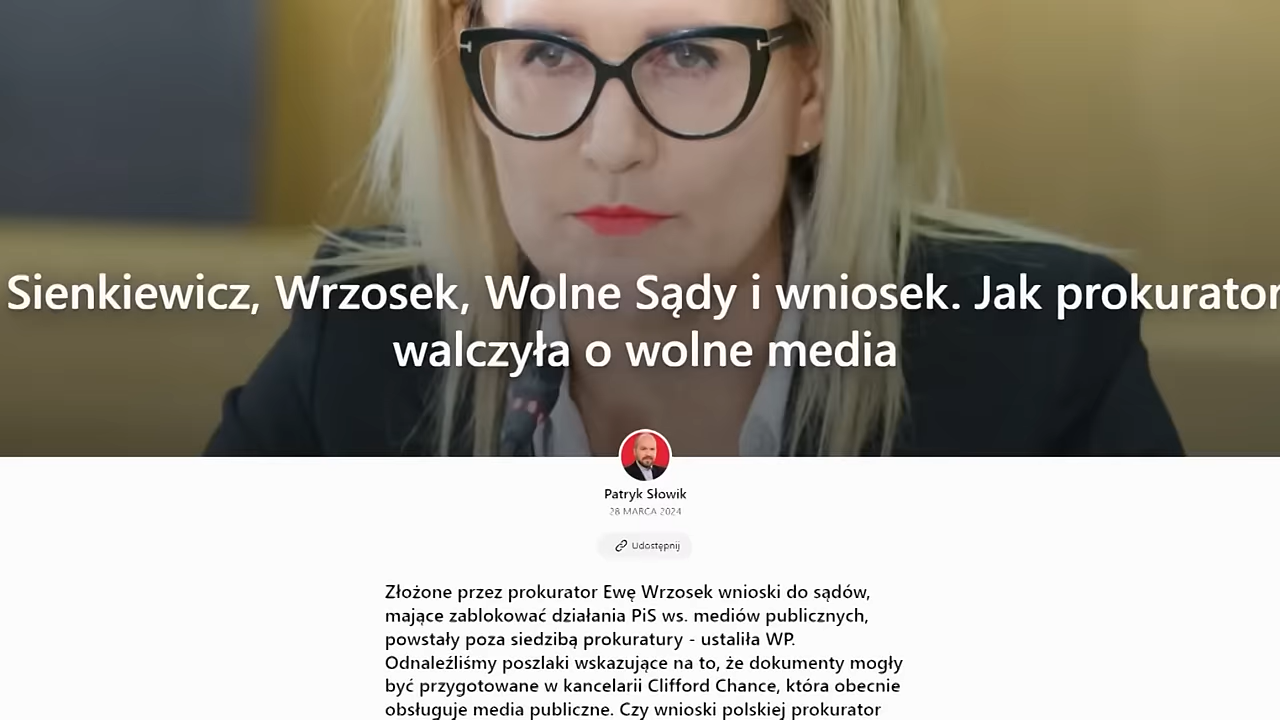 Sienkiewicz, Wrzosek, Wolne Sądy i wniosek. Jak prokurator
walczyła o wolne media
Patryk Słowik
28 MARCA 2024
Udostępnij
Złożone przez prokurator Ewę Wrzosek wnioski do sądów,
mające zablokować działania PiS ws. mediów publicznych,
powstały poza siedzibą prokuratury - ustaliła WP.
Odnaleźliśmy poszlaki wskazujące na to, że dokumenty mogły
być przygotowane w kancelarii Clifford Chance, która obecnie
obsługuje media publiczne. Czy wnioski polskiej prokurator